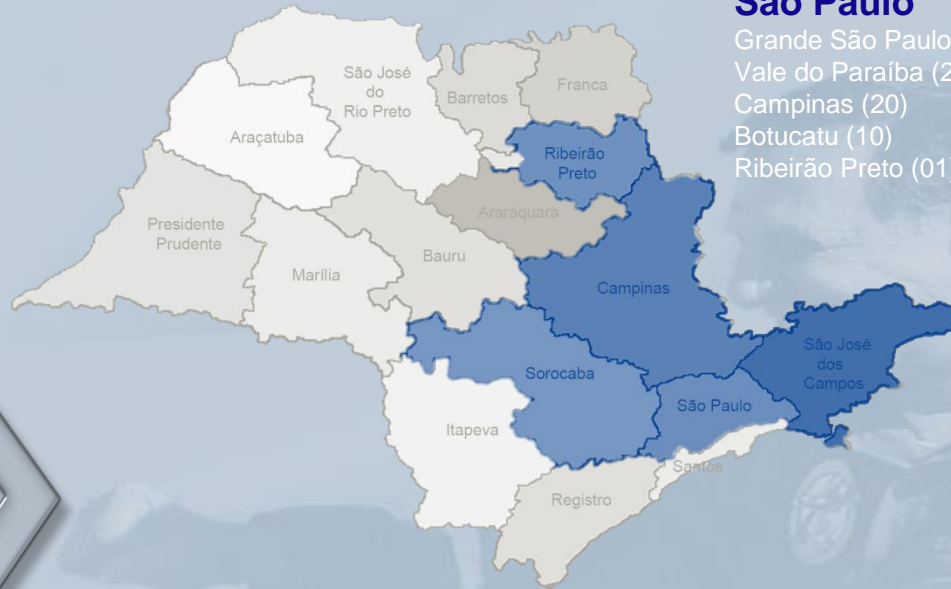 São Paulo
Grande São Paulo
Vale do Paraíba (2
Campinas (20)
Botucatu (10)
Ribeirão Preto (01
São José
do
Rio Preto
Barretos
Franca
Araçatuba
Ribeirão
Preto
Araraquara
Presidente
Prudente
Bauru
Marília
Campinas
São José
dos
Campos
Sorocaba
São Paulo
Itapeva
Santos
Registro